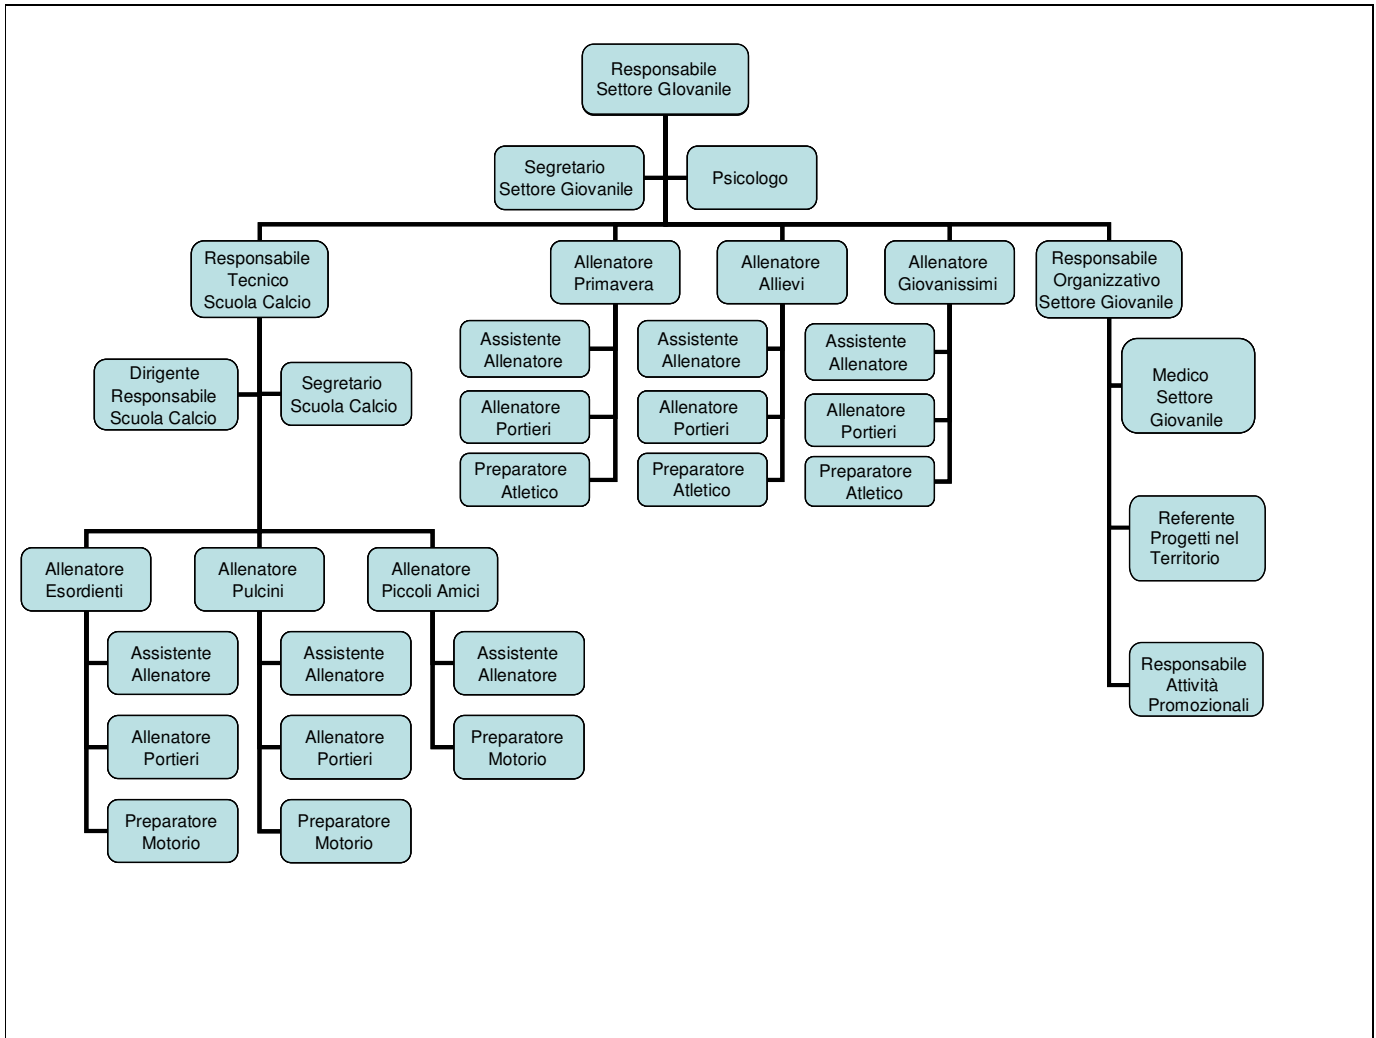 Responsabile
Settore GIovanile
Segretario
Settore Giovanile
Psicologo
Responsabile
Tecnico
Scuola Calcio
Allenatore
Primavera
Allenatore
Allievi
Allenatore
Giovanissimi
Responsabile
Organizzativo
Settore Giovanile
Dirigente
Responsabile
Scuola Calcio
Segretario
Scuola Calcio
Assistente
Allenatore
Allenatore
Portieri
Preparatore
Atletico
Assistente
Allenatore
Allenatore
Portieri
Preparatore
Atletico
Assistente
Allenatore
Allenatore
Portieri
Preparatore
Atletico
Medico
Settore
Giovanile
Referente
Progetti nel
Territorio
Responsabile
Attività
Promozionali
Allenatore
Esordienti
Assistente
Allenatore
Allenatore
Portieri
Preparatore
Motorio
Allenatore
Pulcini
Assistente
Allenatore
Allenatore
Portieri
Preparatore
Motorio
Allenatore
Piccoli Amici
Assistente
Allenatore
Preparatore
Motorio